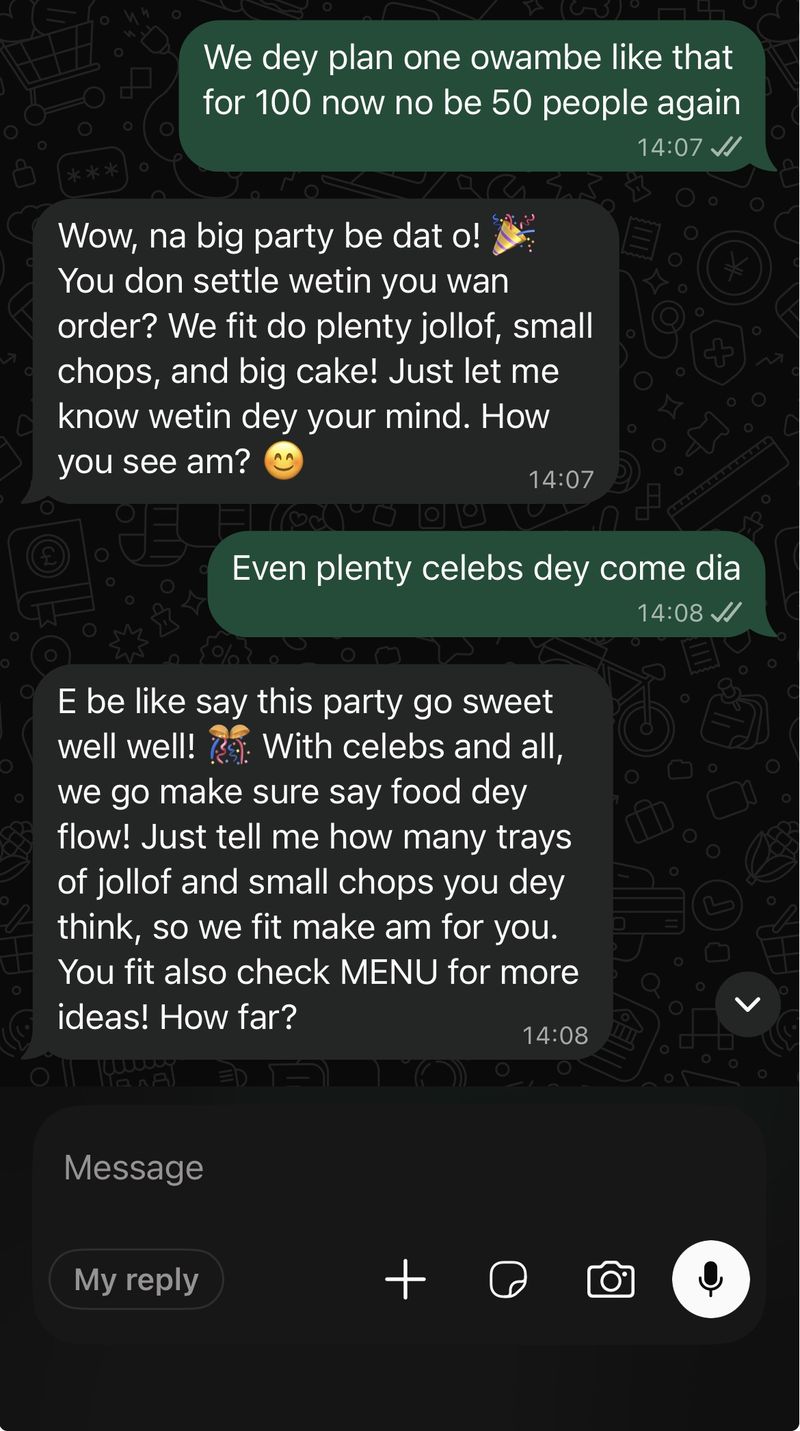 We dey plan one owambe like that
for 100 now no be 50 people again
14:07
Wow, na big party be dat o! 🎉
You don settle wetin you wan
order? We fit do plenty jollof, small
chops, and big cake! Just let me
know wetin dey your mind. How
you see am? 😊
14:07
Even plenty celebs dey come dia
14:08
E be like say this party go sweet
well well! 🎊 With celebs and all,
we go make sure say food dey
flow! Just tell me how many trays
of jollof and small chops you dey
think, so we fit make am for you.
You fit also check MENU for more
ideas! How far?
14:08
Message
My reply